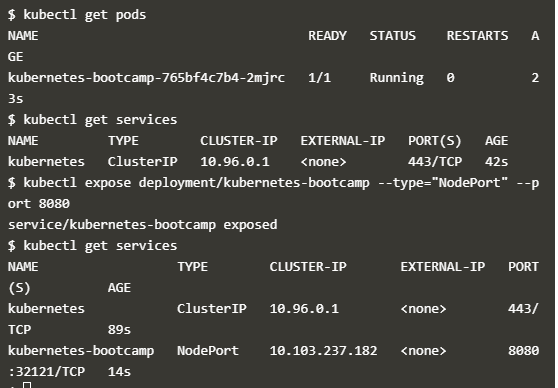 $ kubectl get pods
NAME                                  READY   STATUS    RESTARTS   A
GE
kubernetes-bootcamp-765bf4c7b4-2mjrc   1/1     Running   0          2
3s
$ kubectl get services
NAME         TYPE        CLUSTER-IP   EXTERNAL-IP   PORT(S)   AGE
kubernetes   ClusterIP   10.96.0.1    <none>        443/TCP   42s
$ kubectl expose deployment/kubernetes-bootcamp --type="NodePort" --p
ort 8080
service/kubernetes-bootcamp exposed
$ kubectl get services
NAME                  TYPE        CLUSTER-IP       EXTERNAL-IP   PORT
(S)          AGE
kubernetes            ClusterIP   10.96.0.1        <none>        443/
TCP          89s
kubernetes-bootcamp   NodePort    10.103.237.182   <none>        8080
:32121/TCP   14s
$